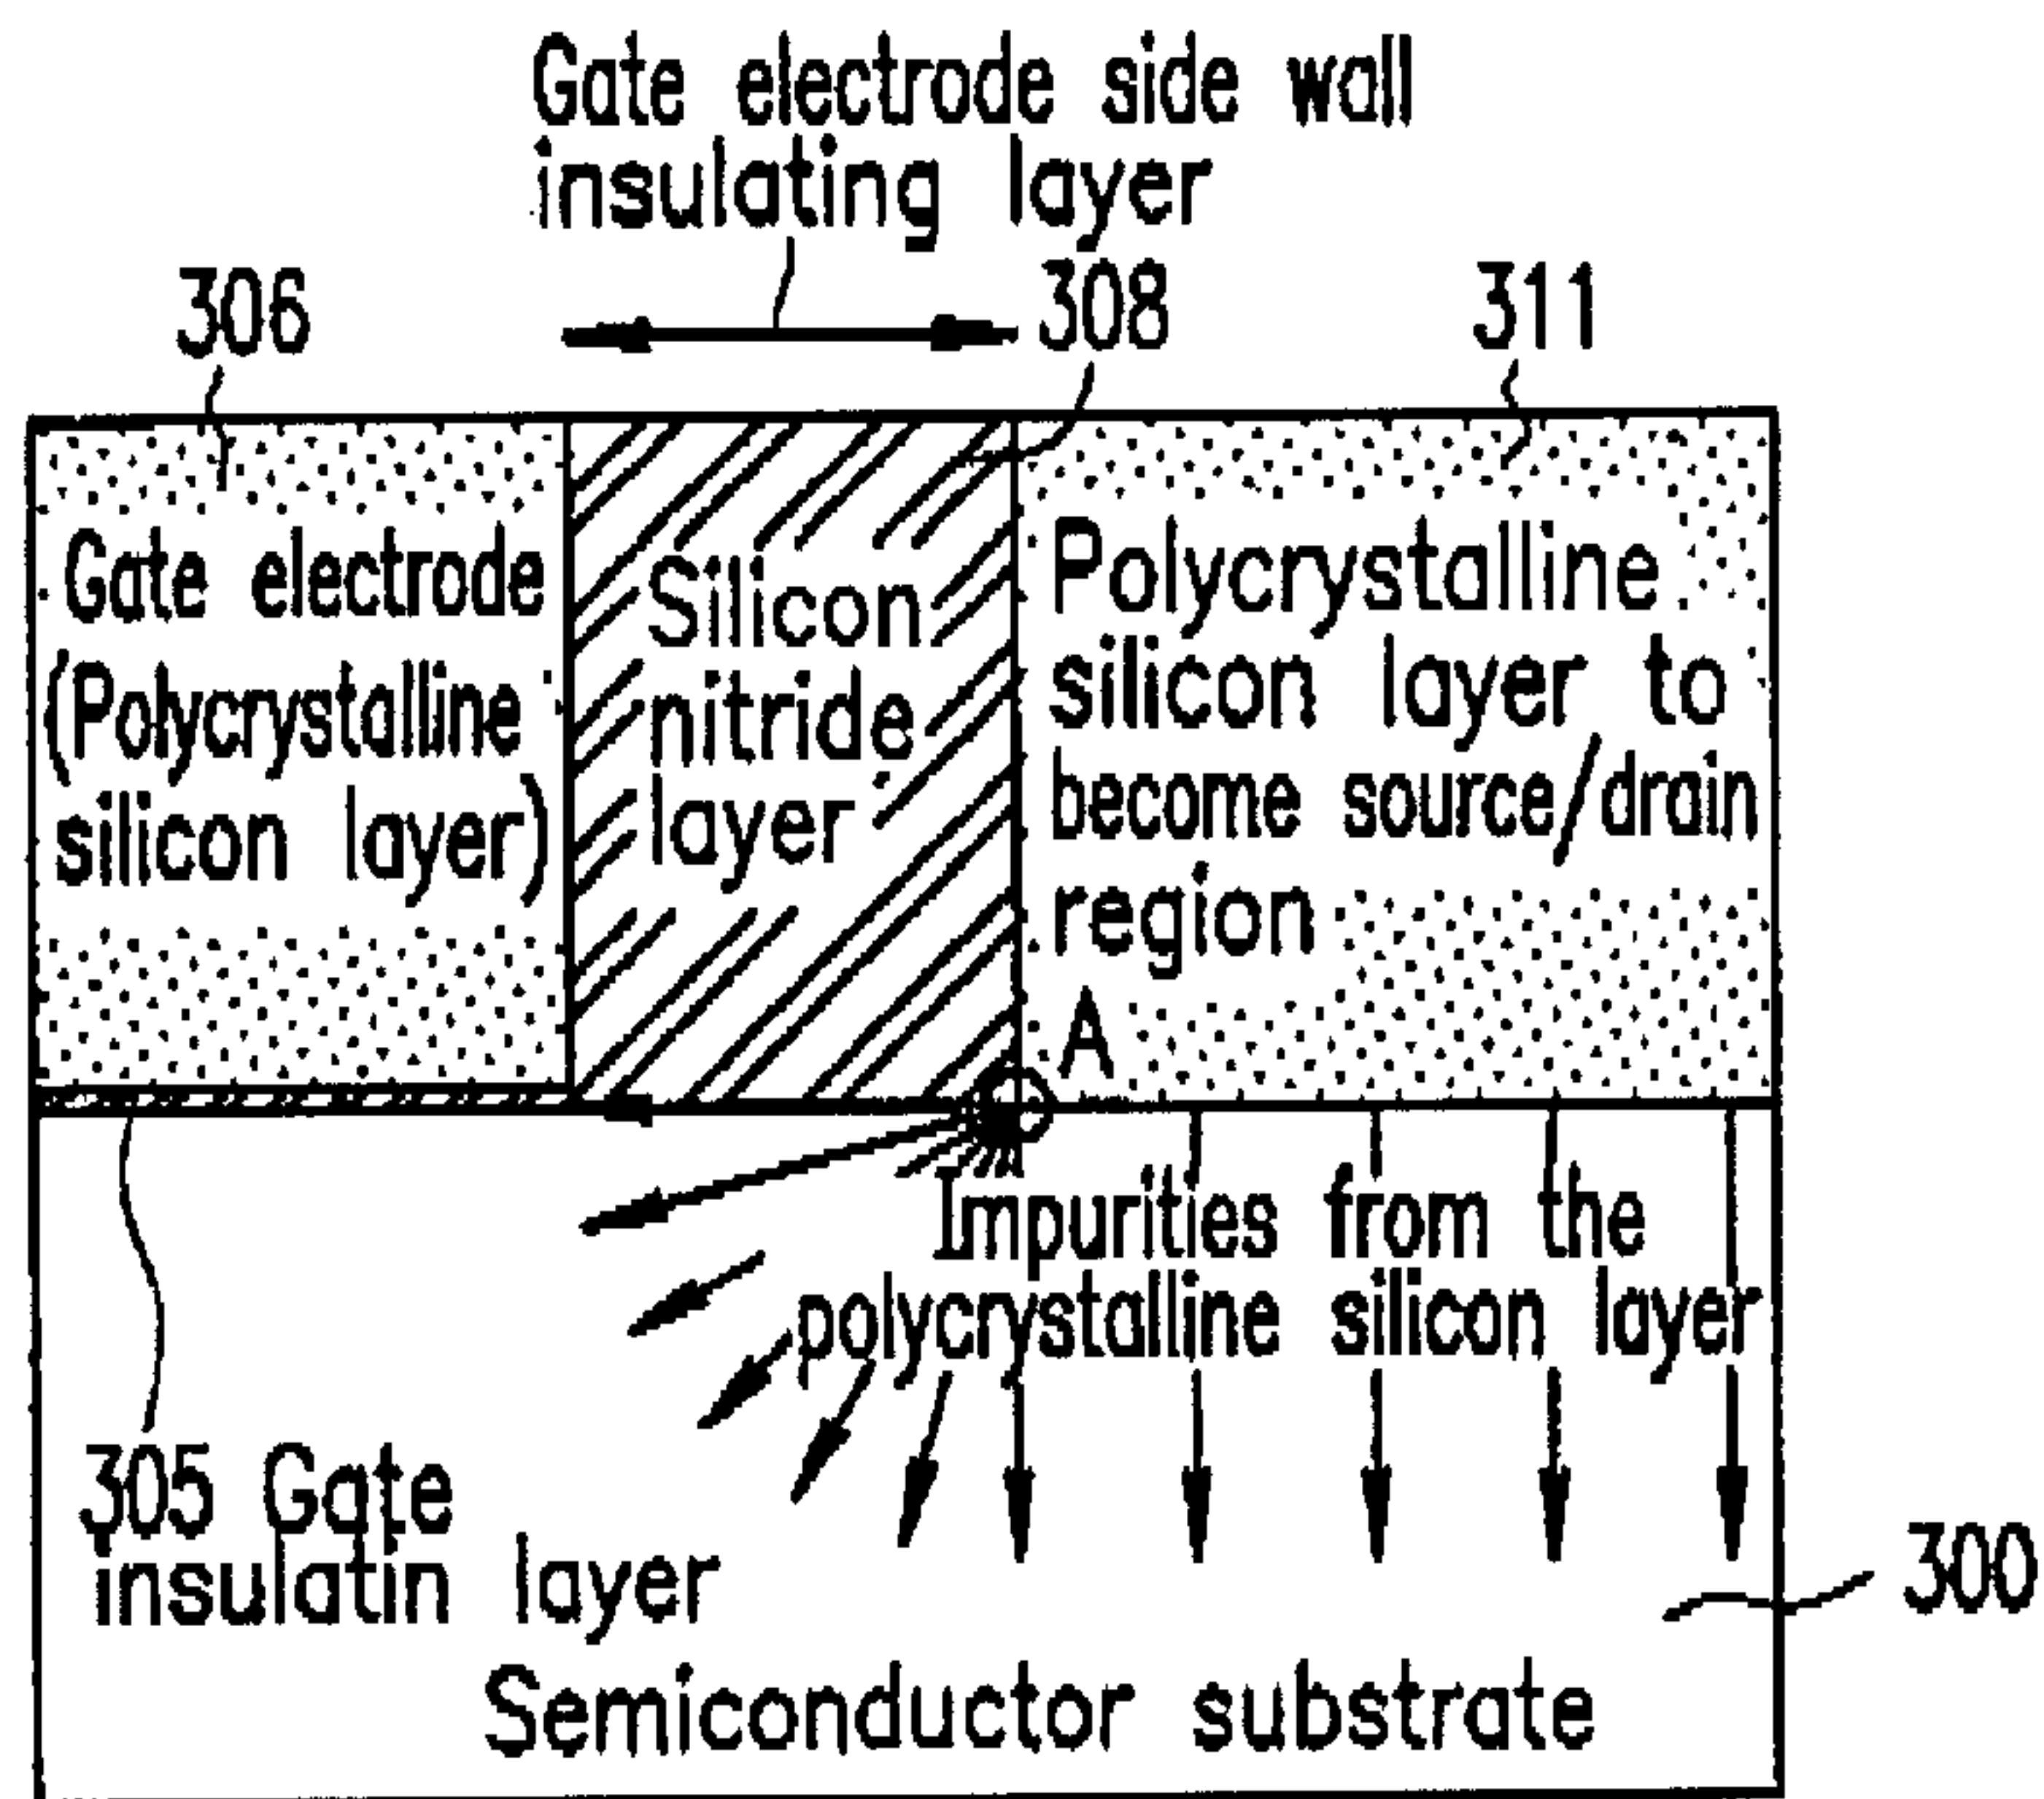 Gate electrode side wall
insulating layer
306
308
311
Gate electrode
(Polycrystalline
silicon layer)
Silicon
nitride
layer
Polycrystalline
silicon layer to
become source/drain
region
A
Impurities from the
polycrystalline silicon layer
305 Gate
insulatin layer
300
Semiconductor substrate